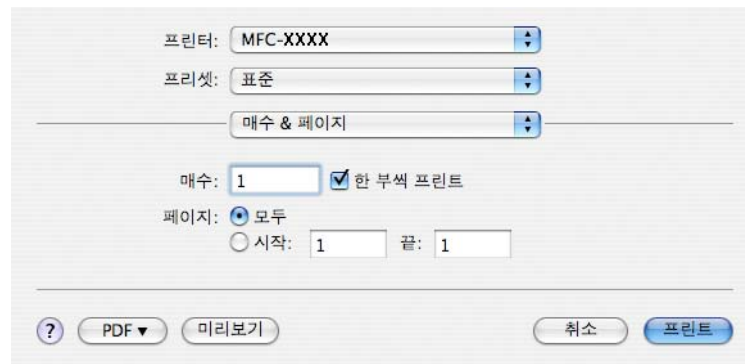 프린터: MFC-XXXX
프리셋: 표준
매수 & 페이지
매수: 1 한 부씩 프린트
페이지: 모두
시작: 1 끝: 1
? PDF ▼ 미리보기 취소 프린트